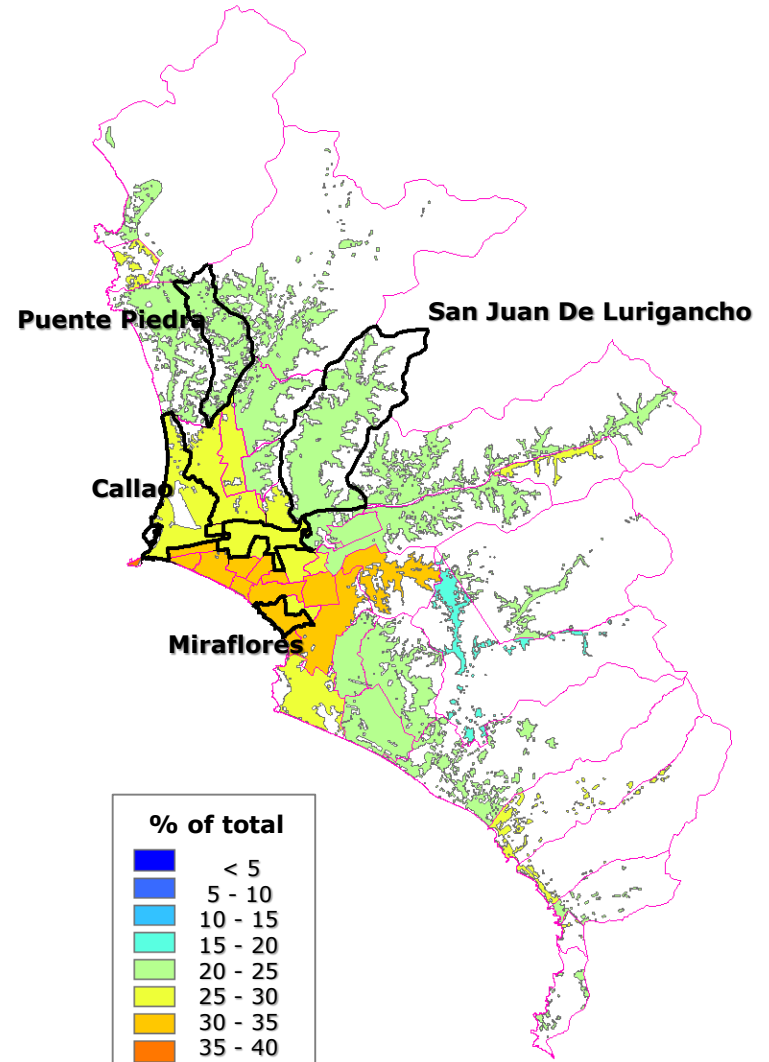 San Juan De Lurigancho
Puente Piedra
Callao
Miraflores
% of total
< 5
5 - 10
10 - 15
15 - 20
20 - 25
25 - 30
30 - 35
35 - 40